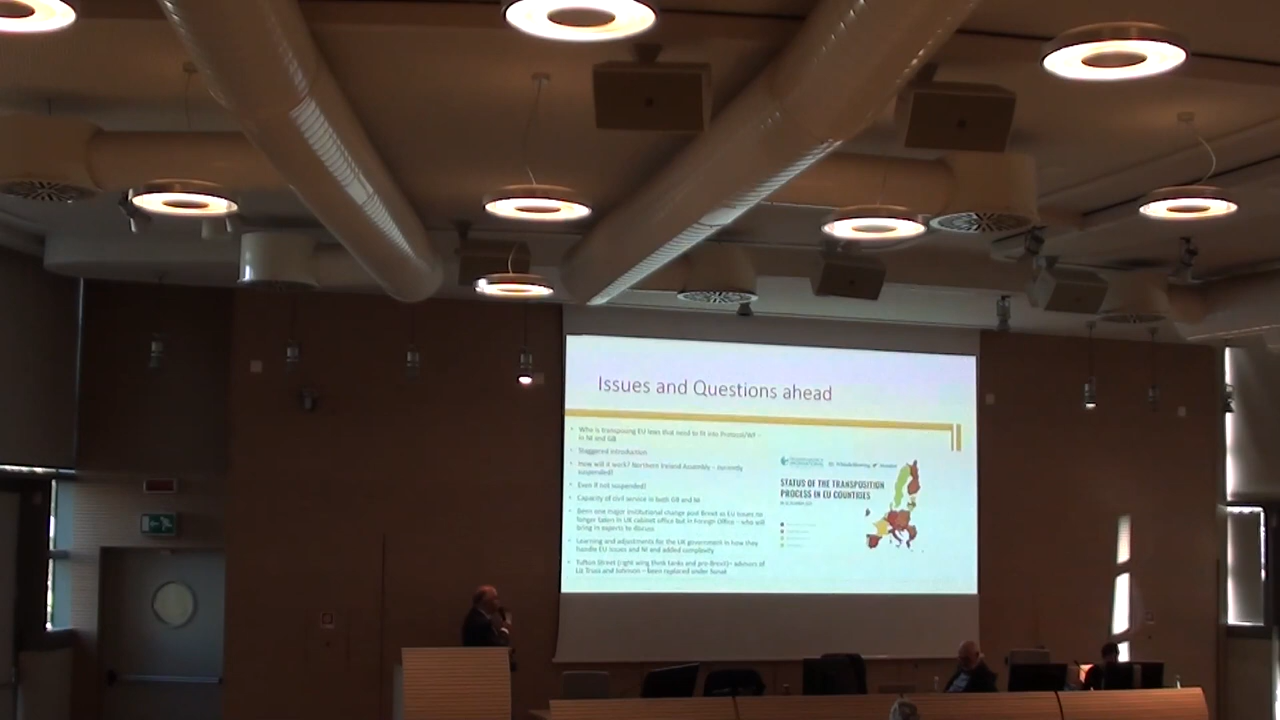 Issues and Questions ahead
Who is transposing EU laws that need to fit into Protocol/WF –
in NI and GB
Staggered introduction
How will it work? Northern Ireland Assembly – currently
suspended!
Even if not suspended!
Capacity of civil service in both GB and NI
Been one major institutional change post Brexit as EU issues no
longer taken in UK cabinet office but in Foreign Office – who will
bring in experts to discuss
Learning and adjustments for the UK government in how they
handle EU issues and NI and added complexity
Tufton Street (right wing think tanks and pro-Brexit)– advisors of
Liz Truss and Johnson – been replaced under Sunak
STATUS OF THE TRANSPOSITION
PROCESS IN EU COUNTRIES